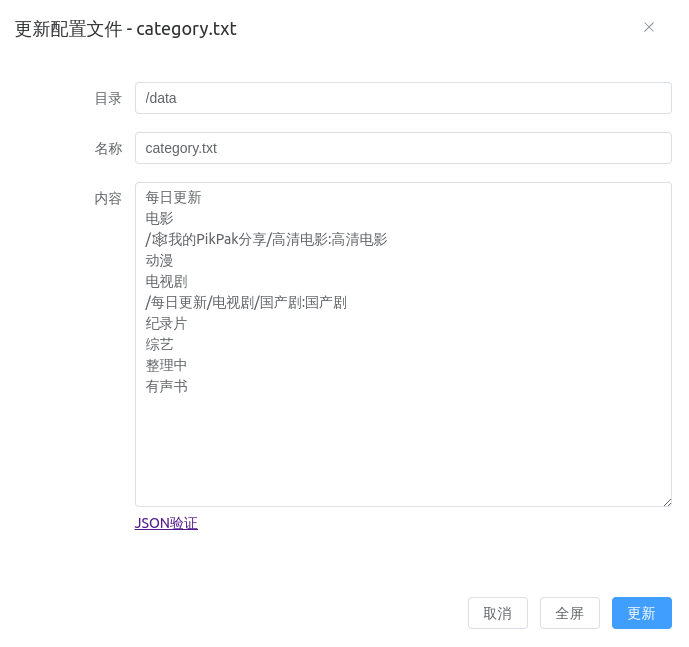 更新配置文件 - category.txt
目录
/data
名称
category.txt
内容
每日更新
电影
/🕸我的PikPak分享/高清电影:高清电影
动漫
电视剧
/每日更新/电视剧/国产剧:国产剧
纪录片
综艺
整理中
有声书
JSON验证
取消
全屏
更新